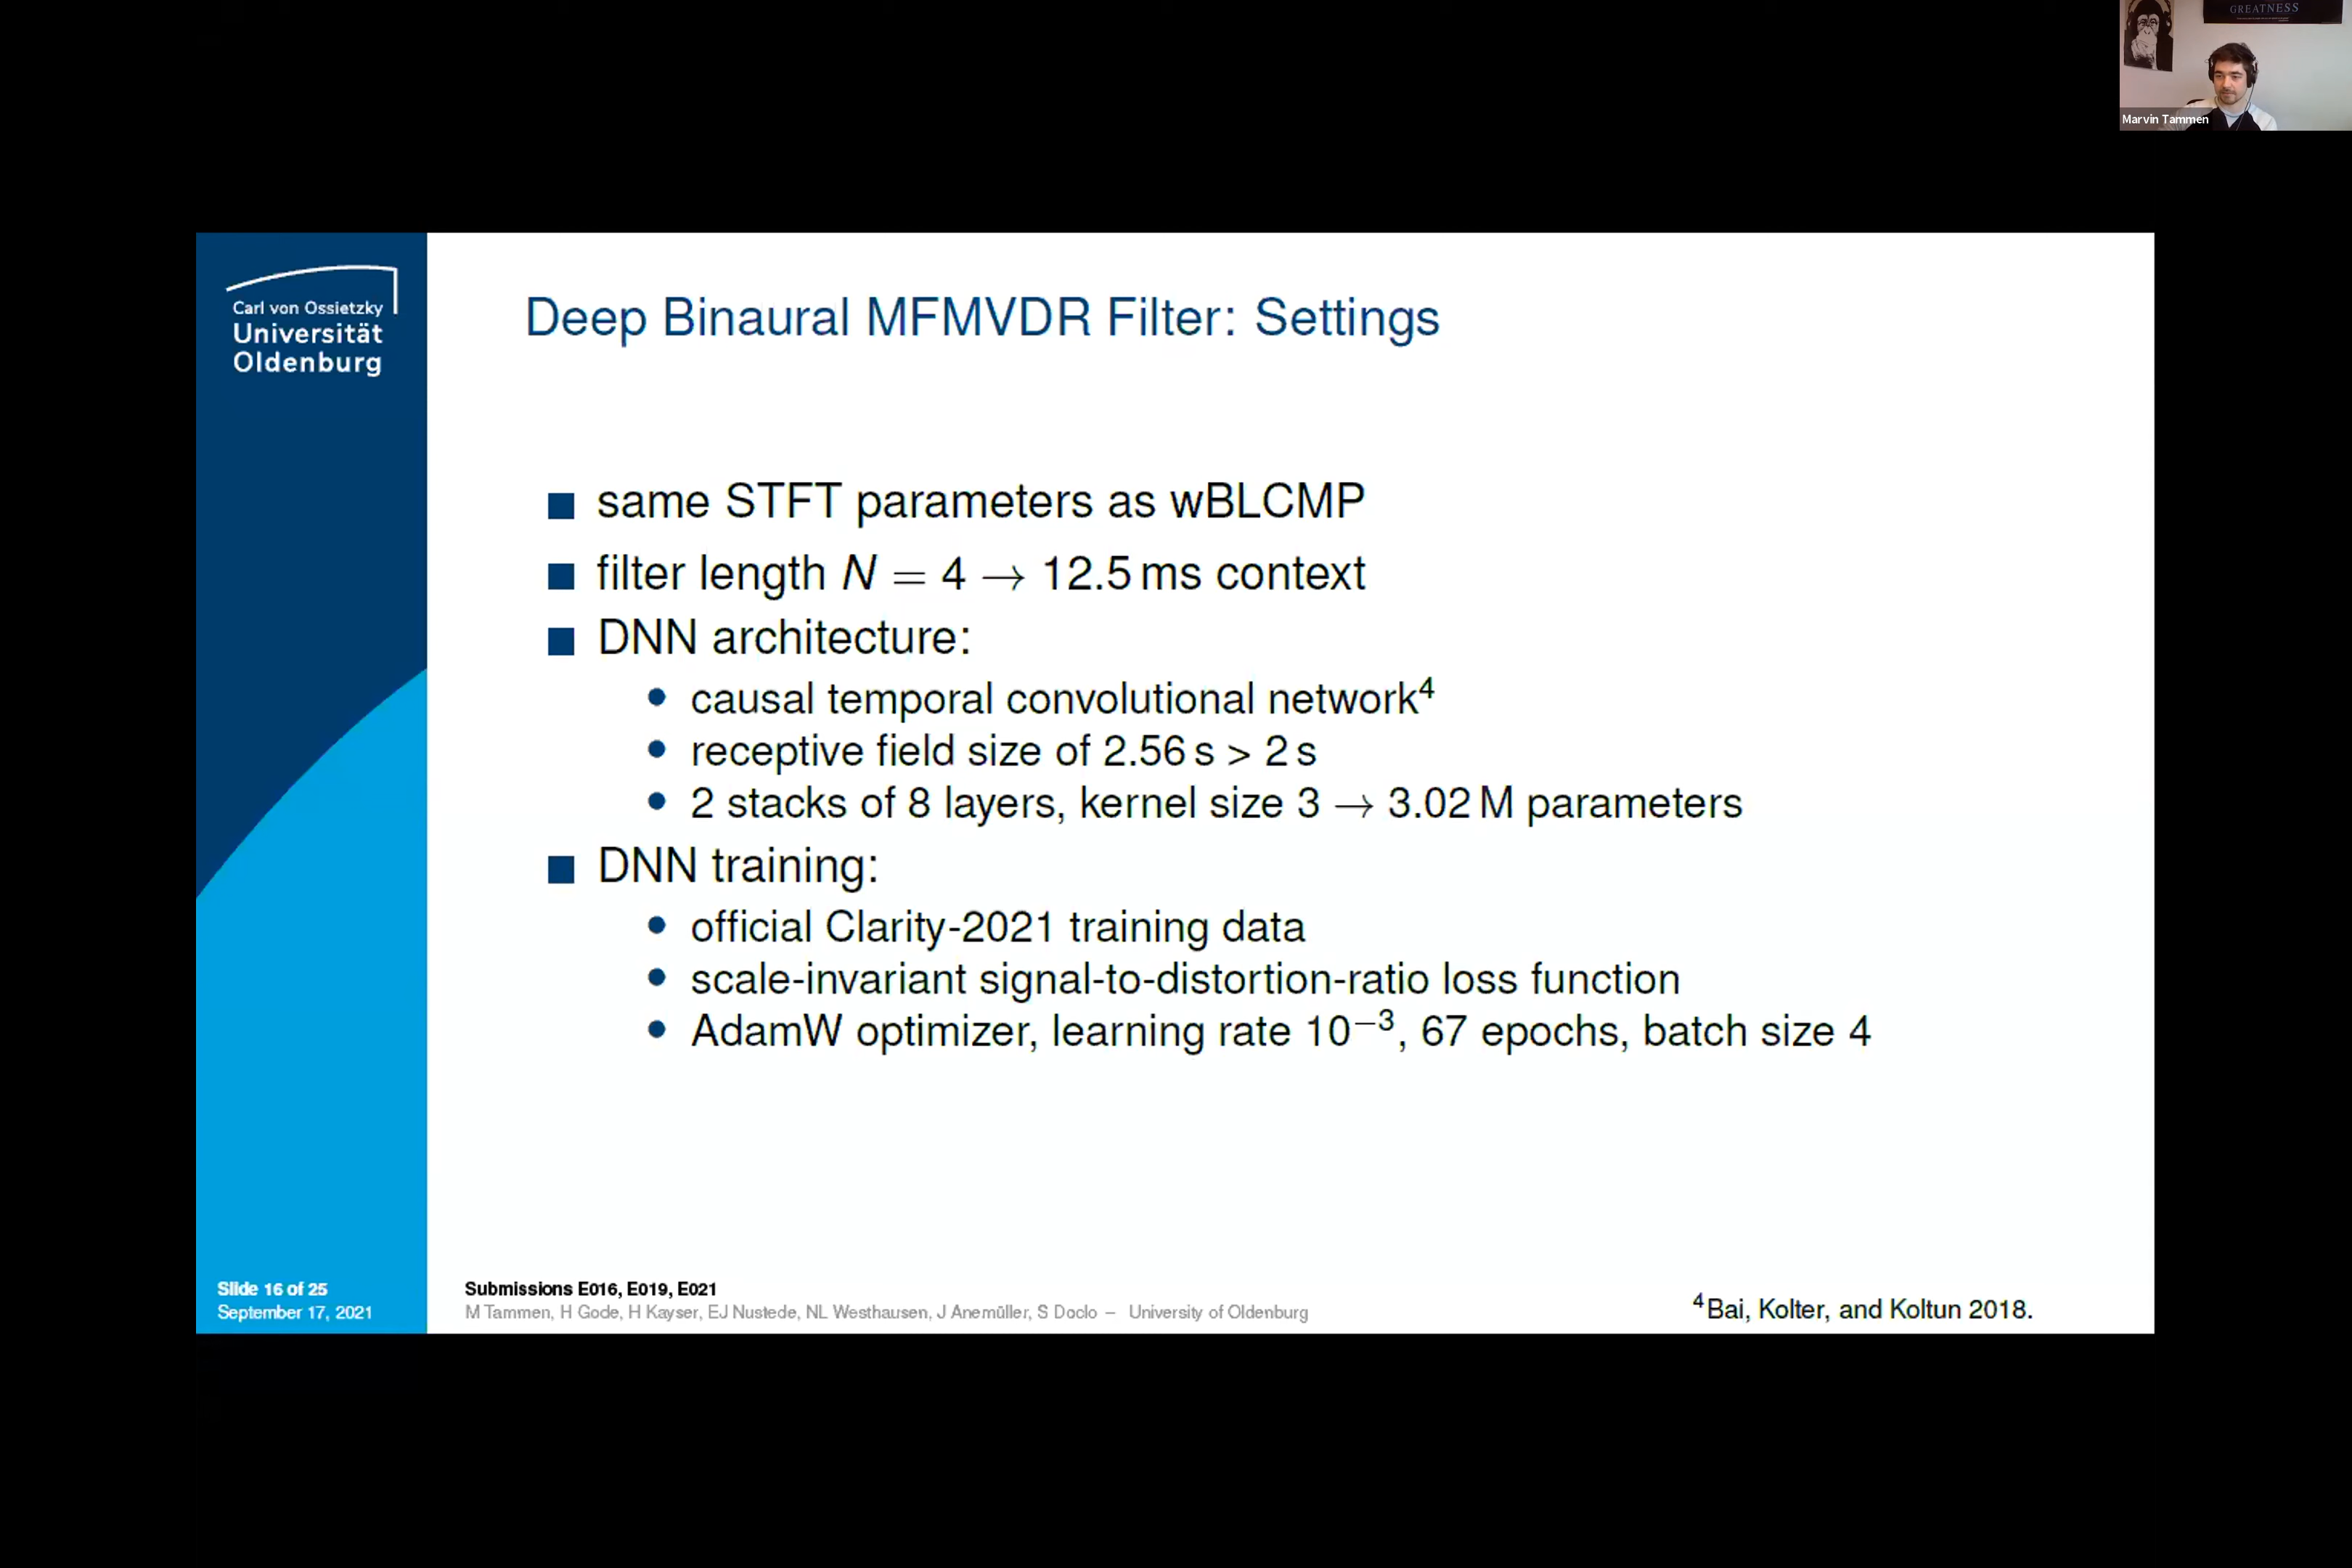 GREATNESS
Marvin Tammen
Carl von Ossietzky
Universität
Oldenburg
Deep Binaural MFMVDR Filter: Settings
■ same STFT parameters as wBLCMP
■ filter length N = 4 → 12.5 ms context
■ DNN architecture:
• causal temporal convolutional network⁴
• receptive field size of 2.56 s > 2 s
• 2 stacks of 8 layers, kernel size 3 → 3.02 M parameters
■ DNN training:
• official Clarity-2021 training data
• scale-invariant signal-to-distortion-ratio loss function
• AdamW optimizer, learning rate 10⁻³, 67 epochs, batch size 4
Slide 16 of 25
September 17, 2021
Submissions E016, E019, E021
M Tammen, H Gode, H Kayser, EJ Nustede, NL Westhausen, J Anemüller, S Doclo – University of Oldenburg
⁴Bai, Kolter, and Koltun 2018.